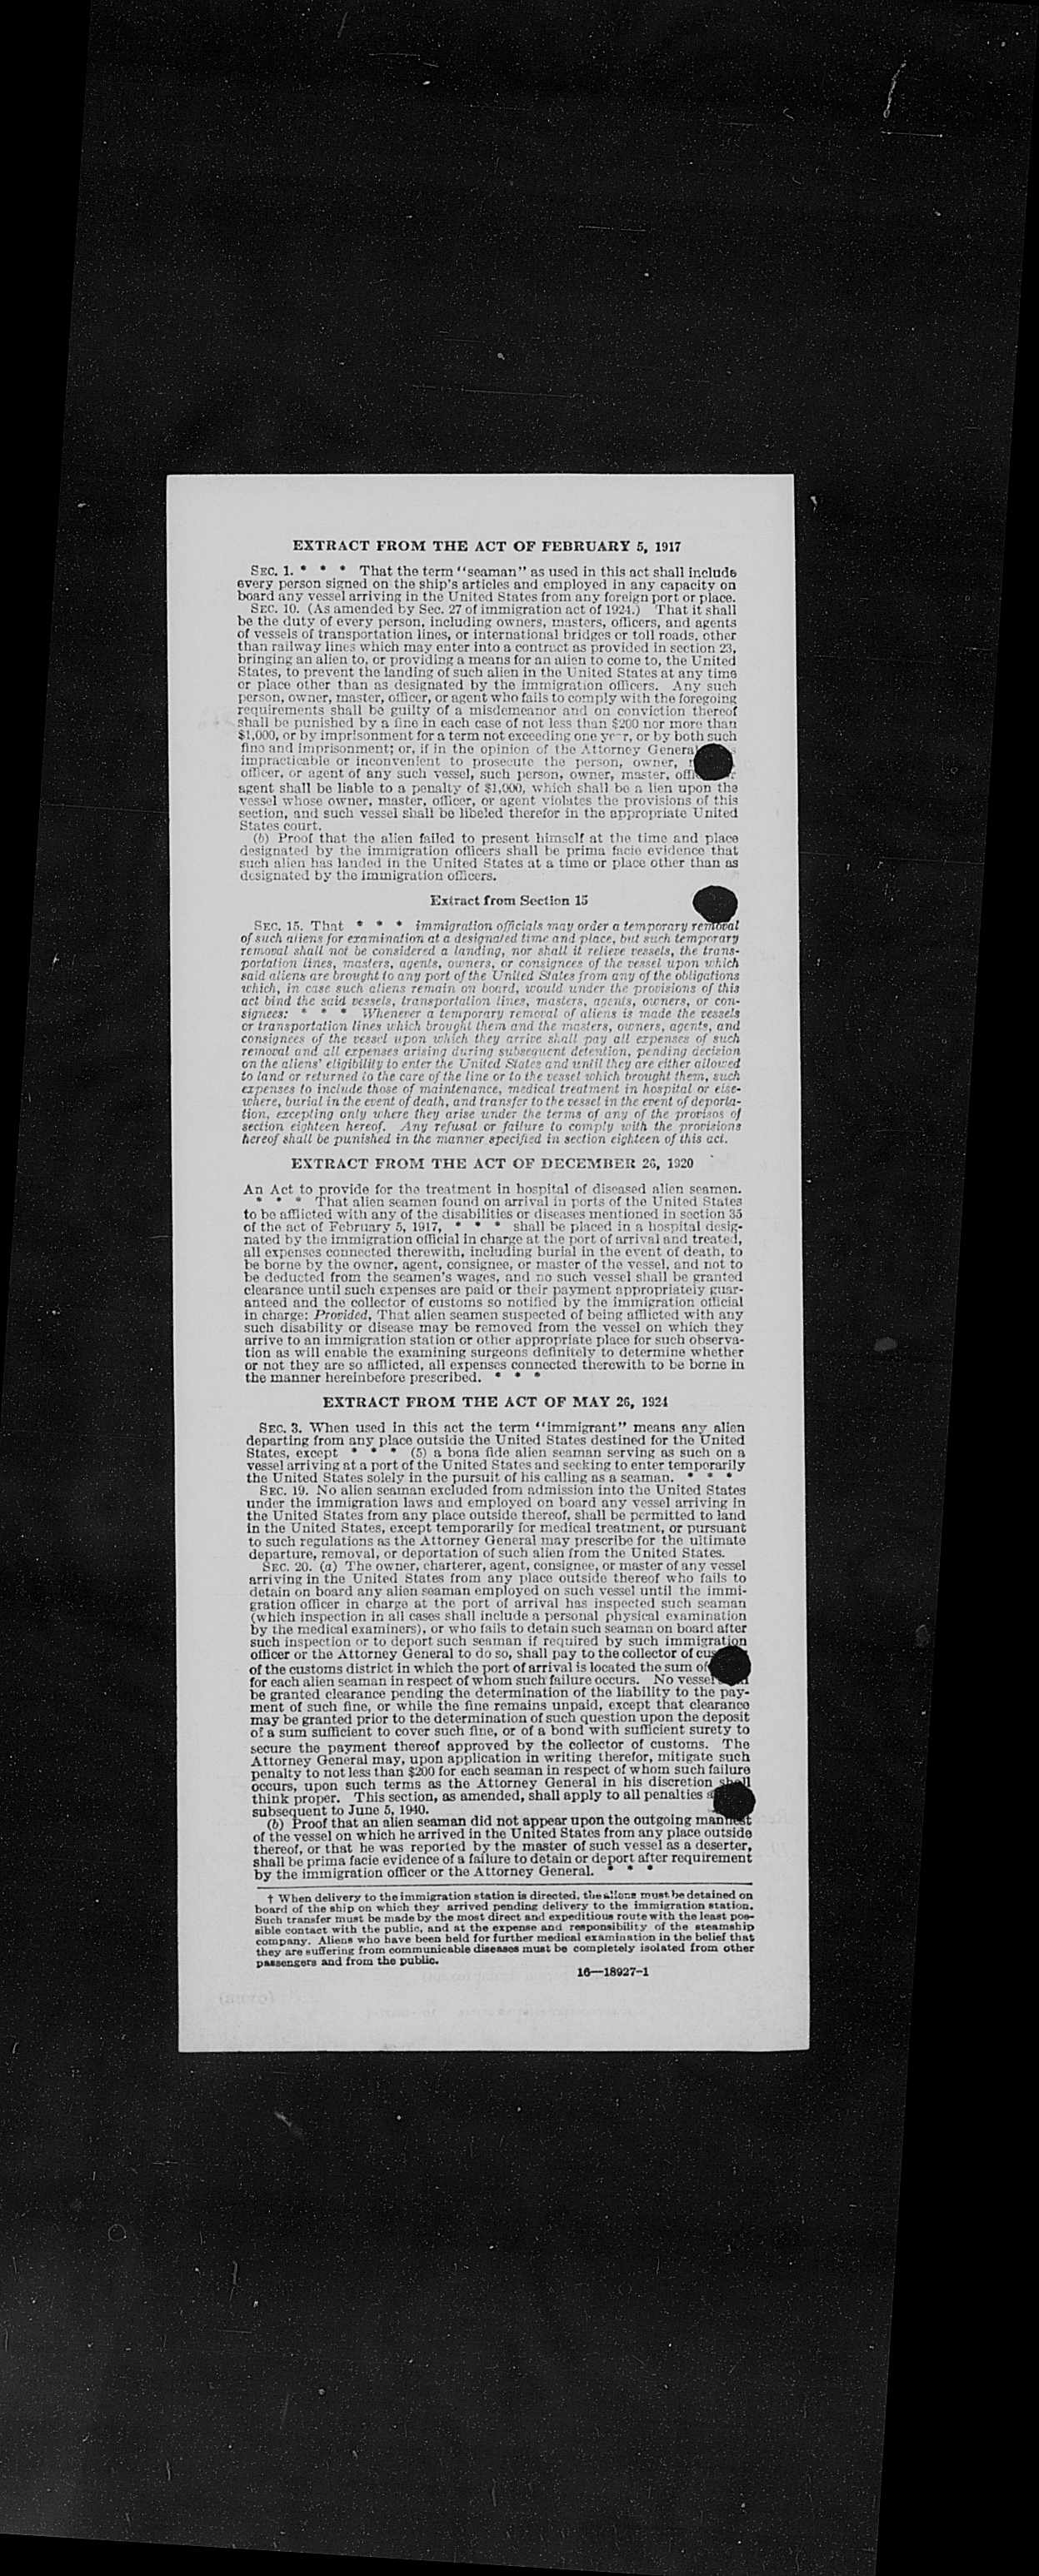 EXTRACT FROM THE ACT OF FEBRUARY 5, 1917
SEC. 1. * * * That the term "seaman" as used in this act shall include
every person signed on the ship's articles and employed in any capacity on
board any vessel arriving in the United States from any foreign port or place.
SEC. 10. (As amended by Sec. 27 of immigration act of 1924.) That it shall
be the duty of every person, including owners, masters, officers, and agents
of vessels of transportation lines, or international bridges or toll roads, other
than railway lines which may enter into a contract as provided in section 23,
bringing an alien to, or providing a means for an alien to come to, the United
States, to prevent the landing of such alien in the United States at any time
or place other than as designated by the immigration officers. Any such
person, owner, master, officer, or agent who fails to comply with the foregoing
requirements shall be guilty of a misdemeanor and on conviction thereof
shall be punished by a fine in each case of not less than $200 nor more than
$1,000, or by imprisonment for a term not exceeding one year, or by both such
fine and imprisonment; or, if in the opinion of the Attorney General
impracticable or inconvenient to prosecute the person, owner,
officer, or agent of any such vessel, such person, owner, master,
agent shall be liable to a penalty of $1,000, which shall be a lien upon the
vessel whose owner, master, officer, or agent violates the provisions of this
section, and such vessel shall be libeled therefor in the appropriate United
States court.
(b) Proof that the alien failed to present himself at the time and place
designated by the immigration officers shall be prima facie evidence that
such alien has landed in the United States at a time or place other than as
designated by the immigration officers.
Extract from Section 15
SEC. 15. That * * * immigration officials may order a temporary removal
of such aliens for examination at a designated time and place, but such temporary
removal shall not be considered a landing, nor shall it relieve vessels, the trans-
portation lines, masters, agents, owners, or consignees of the vessel upon which
said aliens are brought to any port of the United States from any of the obligations
which, in case such aliens remain on board, would under the provisions of this
act bind the said vessels, transportation lines, masters, agents, owners, or con-
signees: * * * Whenever a temporary removal of aliens is made the vessels
or transportation lines which brought them and the masters, owners, agents, and
consignees of the vessel upon which they arrive shall pay all expenses of such
removal and all expenses arising during subsequent detention, pending decision
on the aliens' eligibility to enter the United States and until they are either allowed
to land or returned to the care of the line or to the vessel which brought them, such
expenses to include those of maintenance, medical treatment in hospital or else-
where, burial in the event of death, and transfer to the vessel in the event of deporta-
tion, excepting only where they arise under the terms of any of the provisos of
section eighteen hereof. Any refusal or failure to comply with the provisions
hereof shall be punished in the manner specified in section eighteen of this act.
EXTRACT FROM THE ACT OF DECEMBER 26, 1920
An Act to provide for the treatment in hospital of diseased alien seamen.
* * * That alien seamen found on arrival in ports of the United States
to be afflicted with any of the disabilities or diseases mentioned in section 35
of the act of February 5, 1917, * * * shall be placed in a hospital desig-
nated by the immigration official in charge at the port of arrival and treated,
all expenses connected therewith, including burial in the event of death, to
be borne by the owner, agent, consignee, or master of the vessel, and not to
be deducted from the seamen's wages, and no such vessel shall be granted
clearance until such expenses are paid or their payment appropriately guar-
anteed and the collector of customs so notified by the immigration official
in charge: Provided, That alien seamen suspected of being afflicted with any
such disability or disease may be removed from the vessel on which they
arrive to an immigration station or other appropriate place for such observa-
tion as will enable the examining surgeons definitely to determine whether
or not they are so afflicted, all expenses connected therewith to be borne in
the manner hereinbefore prescribed. * * *
EXTRACT FROM THE ACT OF MAY 26, 1924
SEC. 3. When used in this act the term "immigrant" means any alien
departing from any place outside the United States destined for the United
States, except * * * (5) a bona fide alien seaman serving as such on a
vessel arriving at a port of the United States and seeking to enter temporarily
the United States solely in the pursuit of his calling as a seaman. * * *
SEC. 19. No alien seaman excluded from admission into the United States
under the immigration laws and employed on board any vessel arriving in
the United States from any place outside thereof, shall be permitted to land
in the United States, except temporarily for medical treatment, or pursuant
to such regulations as the Attorney General may prescribe for the ultimate
departure, removal, or deportation of such alien from the United States.
SEC. 20. (a) The owner, charterer, agent, consignee, or master of any vessel
arriving in the United States from any place outside thereof who fails to
detain on board any alien seaman employed on such vessel until the immi-
gration officer in charge at the port of arrival has inspected such seaman
(which inspection in all cases shall include a personal physical examination
by the medical examiners), or who fails to detain such seaman on board after
such inspection or to deport such seaman if required by such immigration
officer or the Attorney General to do so, shall pay to the collector of
of the customs district in which the port of arrival is located the sum of
for each alien seaman in respect of whom such failure occurs. No vessel
be granted clearance pending the determination of the liability to the pay-
ment of such fine, or while the fine remains unpaid, except that clearance
may be granted prior to the determination of such question upon the deposit
of a sum sufficient to cover such fine, or of a bond with sufficient surety to
secure the payment thereof approved by the collector of customs. The
Attorney General may, upon application in writing therefor, mitigate such
penalty to not less than $200 for each seaman in respect of whom such failure
occurs, upon such terms as the Attorney General in his discretion shall
think proper. This section, as amended, shall apply to all penalties
subsequent to June 5, 1940.
(b) Proof that an alien seaman did not appear upon the outgoing manifest
of the vessel on which he arrived in the United States from any place outside
thereof, or that he was reported by the master of such vessel as a deserter,
shall be prima facie evidence of a failure to detain or deport after requirement
by the immigration officer or the Attorney General. * * *
† When delivery to the immigration station is directed, the aliens must be detained on
board of the ship on which they arrived pending delivery to the immigration station.
Such transfer must be made by the most direct and expeditious route with the least pos-
sible contact with the public, and at the expense and responsibility of the steamship
company. Aliens who have been held for further medical examination in the belief that
they are suffering from communicable diseases must be completely isolated from other
passengers and from the public.
16—18927-1